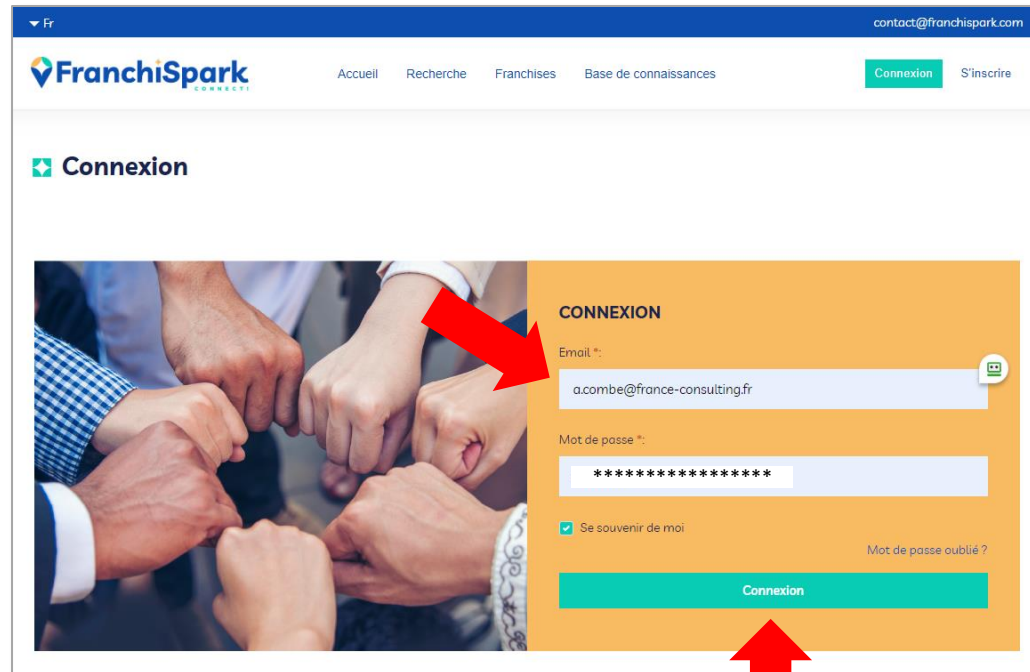 Fr
contact@franchispark.com
FranchiSpark
CONNECT!
Accueil Recherche Franchises Base de connaissances
Connexion S'inscrire
Connexion
CONNEXION
Email *:
a.combe@france-consulting.fr
Mot de passe *:
*****************
Se souvenir de moi
Mot de passe oublié ?
Connexion